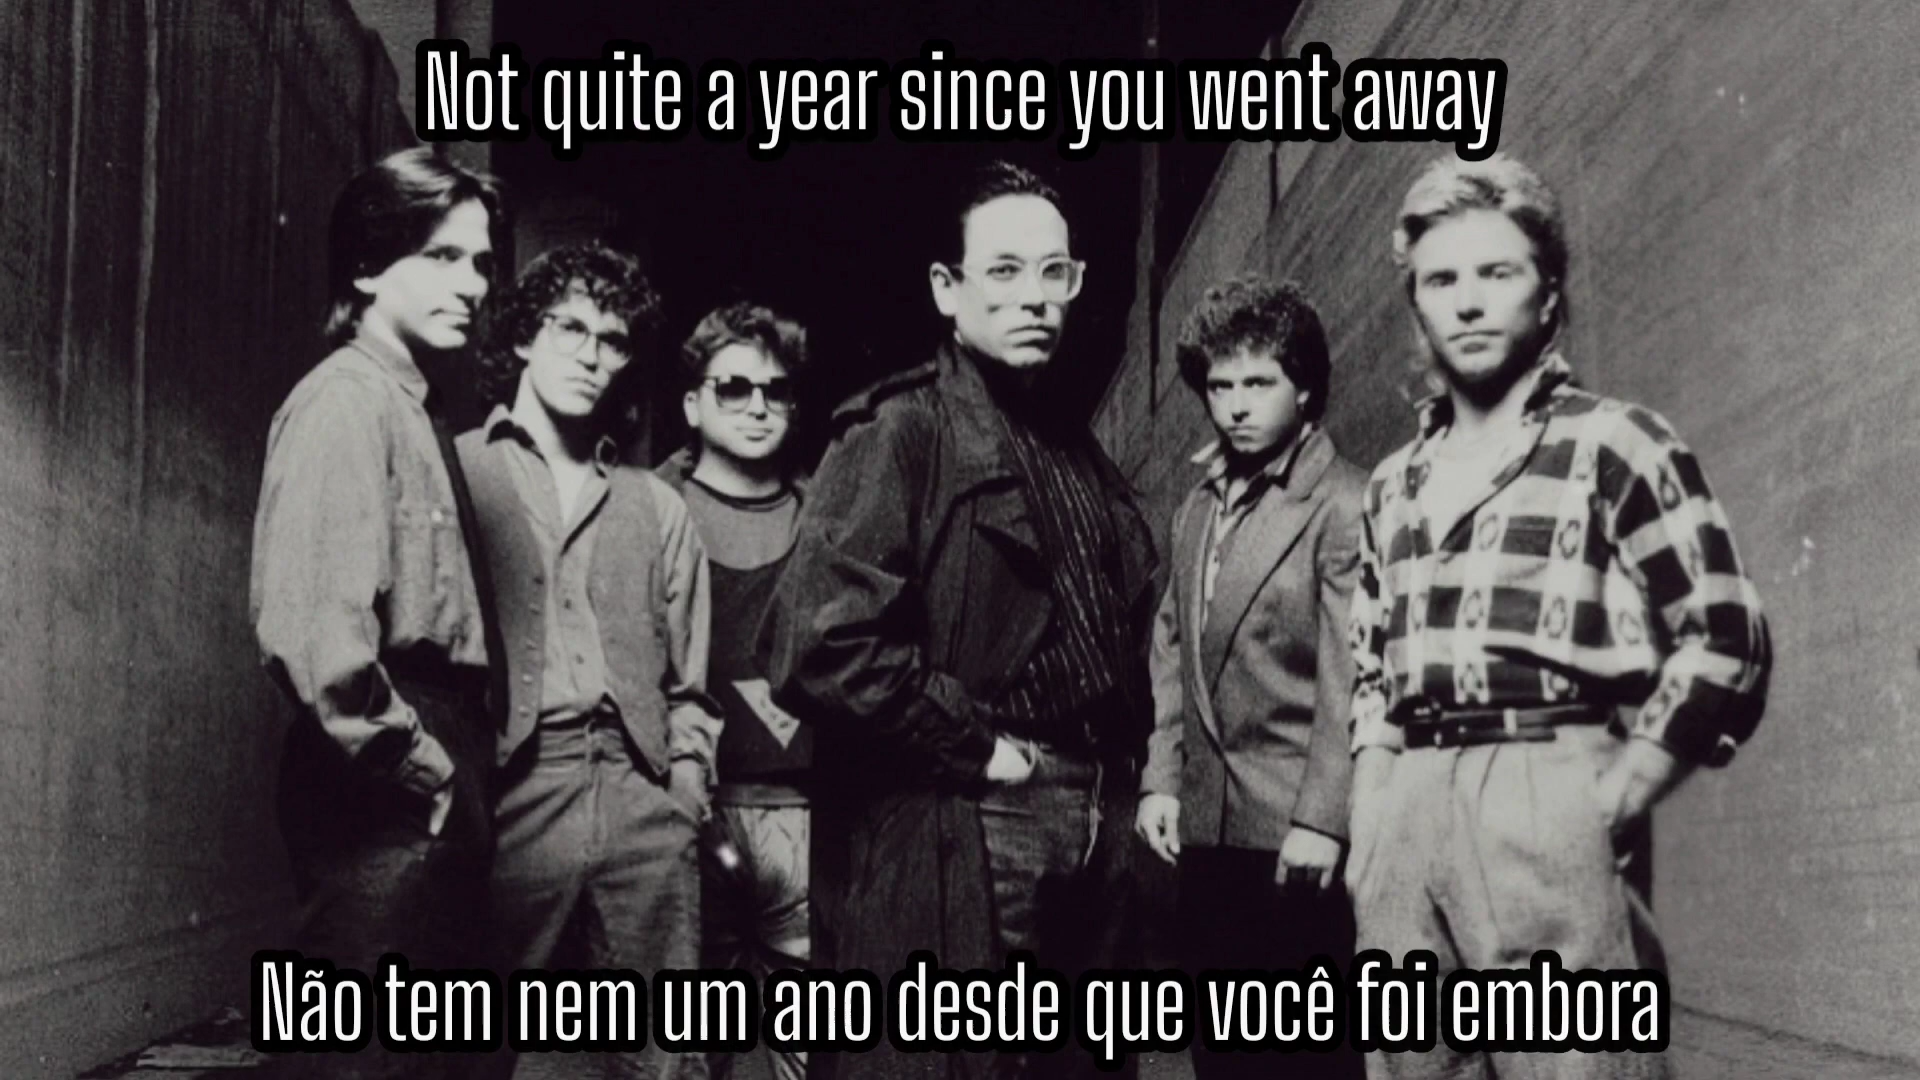 Not quite a year since you went away
Não tem nem um ano desde que você foi embora